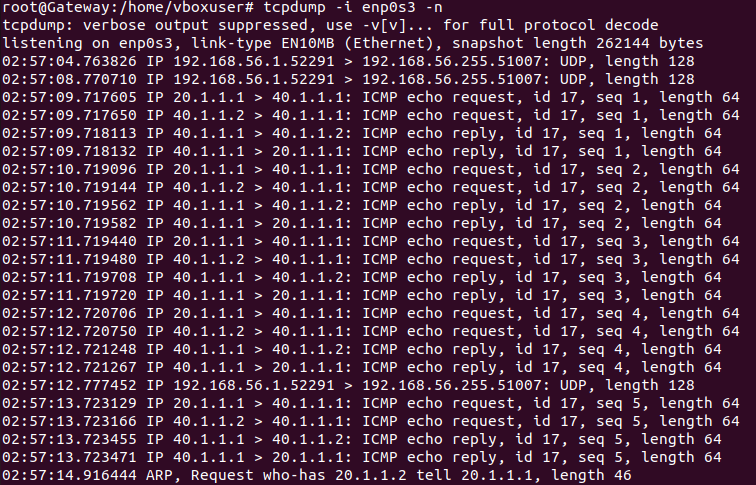 root@Gateway:/home/vboxuser# tcpdump -i enp0s3 -n
tcpdump: verbose output suppressed, use -v[v]... for full protocol decode
listening on enp0s3, link-type EN10MB (Ethernet), snapshot length 262144 bytes
02:57:04.763826 IP 192.168.56.1.52291 > 192.168.56.255.51007: UDP, length 128
02:57:08.770710 IP 192.168.56.1.52291 > 192.168.56.255.51007: UDP, length 128
02:57:09.717605 IP 20.1.1.1 > 40.1.1.1: ICMP echo request, id 17, seq 1, length 64
02:57:09.717650 IP 40.1.1.2 > 40.1.1.1: ICMP echo request, id 17, seq 1, length 64
02:57:09.718113 IP 40.1.1.1 > 40.1.1.2: ICMP echo reply, id 17, seq 1, length 64
02:57:09.718132 IP 40.1.1.1 > 20.1.1.1: ICMP echo reply, id 17, seq 1, length 64
02:57:10.719096 IP 20.1.1.1 > 40.1.1.1: ICMP echo request, id 17, seq 2, length 64
02:57:10.719144 IP 40.1.1.2 > 40.1.1.1: ICMP echo request, id 17, seq 2, length 64
02:57:10.719562 IP 40.1.1.1 > 40.1.1.2: ICMP echo reply, id 17, seq 2, length 64
02:57:10.719582 IP 40.1.1.1 > 20.1.1.1: ICMP echo reply, id 17, seq 2, length 64
02:57:11.719440 IP 20.1.1.1 > 40.1.1.1: ICMP echo request, id 17, seq 3, length 64
02:57:11.719480 IP 40.1.1.2 > 40.1.1.1: ICMP echo request, id 17, seq 3, length 64
02:57:11.719708 IP 40.1.1.1 > 40.1.1.2: ICMP echo reply, id 17, seq 3, length 64
02:57:11.719720 IP 40.1.1.1 > 20.1.1.1: ICMP echo reply, id 17, seq 3, length 64
02:57:12.720706 IP 20.1.1.1 > 40.1.1.1: ICMP echo request, id 17, seq 4, length 64
02:57:12.720750 IP 40.1.1.2 > 40.1.1.1: ICMP echo request, id 17, seq 4, length 64
02:57:12.721248 IP 40.1.1.1 > 40.1.1.2: ICMP echo reply, id 17, seq 4, length 64
02:57:12.721267 IP 40.1.1.1 > 20.1.1.1: ICMP echo reply, id 17, seq 4, length 64
02:57:12.777452 IP 192.168.56.1.52291 > 192.168.56.255.51007: UDP, length 128
02:57:13.723129 IP 20.1.1.1 > 40.1.1.1: ICMP echo request, id 17, seq 5, length 64
02:57:13.723166 IP 40.1.1.2 > 40.1.1.1: ICMP echo request, id 17, seq 5, length 64
02:57:13.723455 IP 40.1.1.1 > 40.1.1.2: ICMP echo reply, id 17, seq 5, length 64
02:57:13.723471 IP 40.1.1.1 > 20.1.1.1: ICMP echo reply, id 17, seq 5, length 64
02:57:14.916444 ARP, Request who-has 20.1.1.2 tell 20.1.1.1, length 46